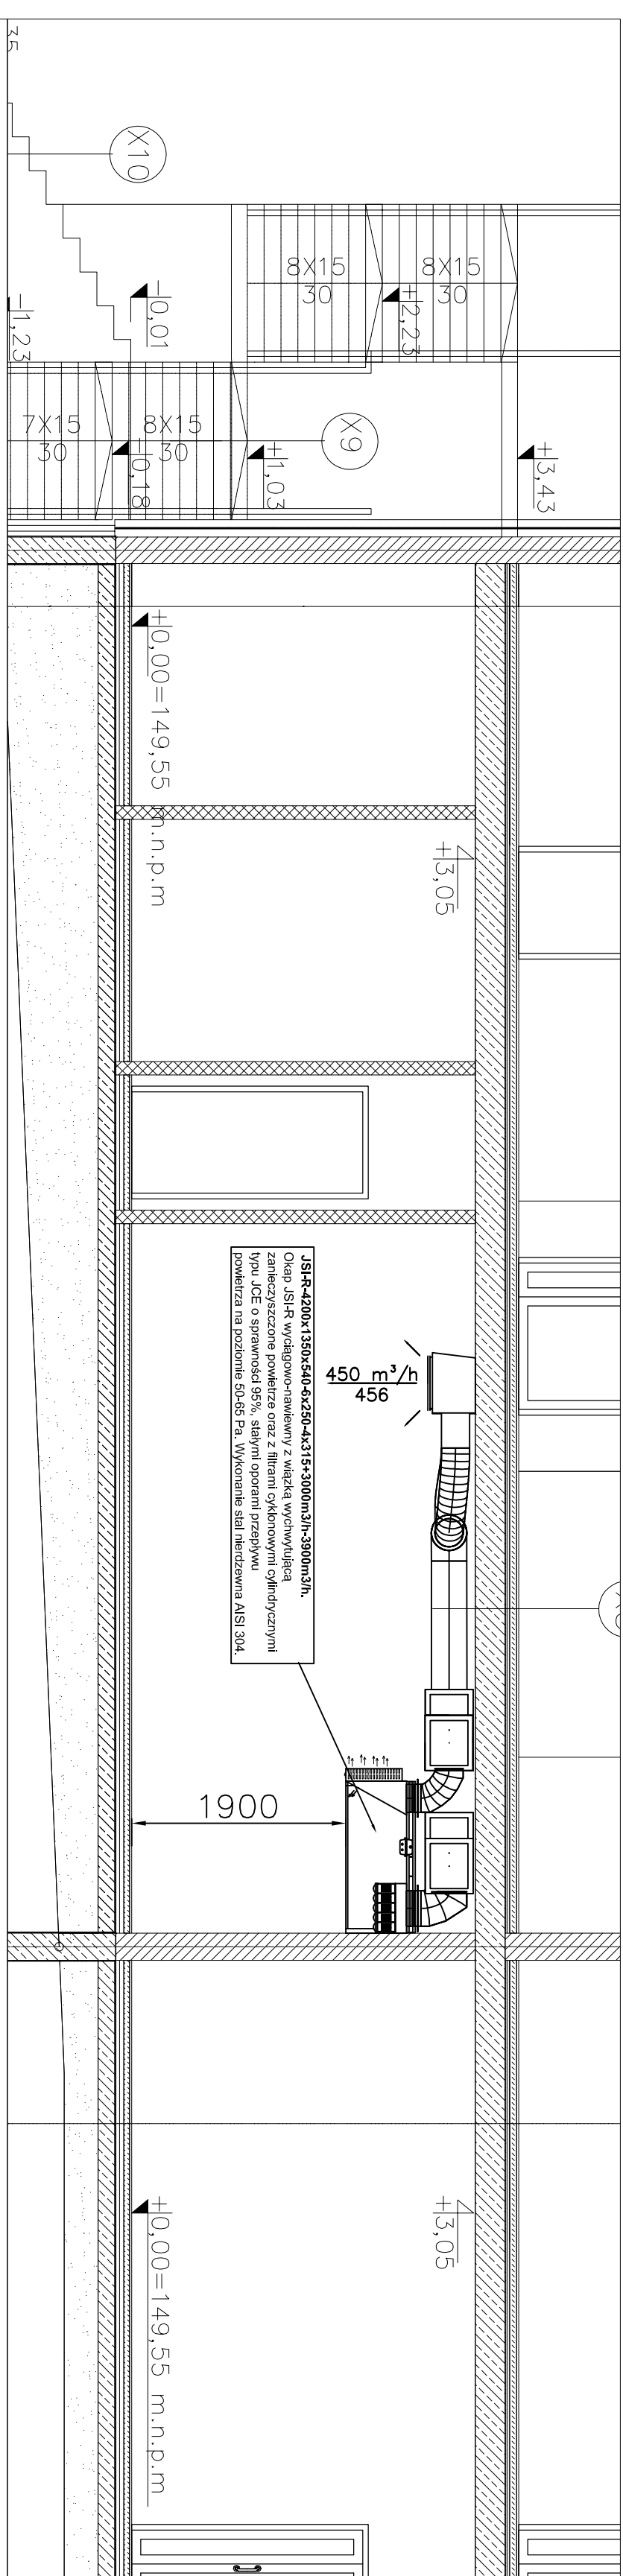 35
X10
-1,23
-0,01
8X15
30
8X15
30
+2,23
7X15
30
8X15
30
-0,18
X9
+1,03
+3,43
+0,00=149,55 m.n.p.m
+3,05
JSI-R-4200x1350x540-6x250-4x315+3000m3/h-3900m3/h.
Okap JSI-R wyciągowo-nawiewny z wiązką wychwytującą
zanieczyszczone powietrze oraz z filtrami cyklonowymi cylindrycznymi
typu JCE o sprawności 95%, stałymi oporami przepływu
powietrza na poziomie 50-65 Pa. Wykonanie stal nierdzewna AISI 304.
450 m³/h
456
1900
+0,00=149,55 m.n.p.m
+3,05